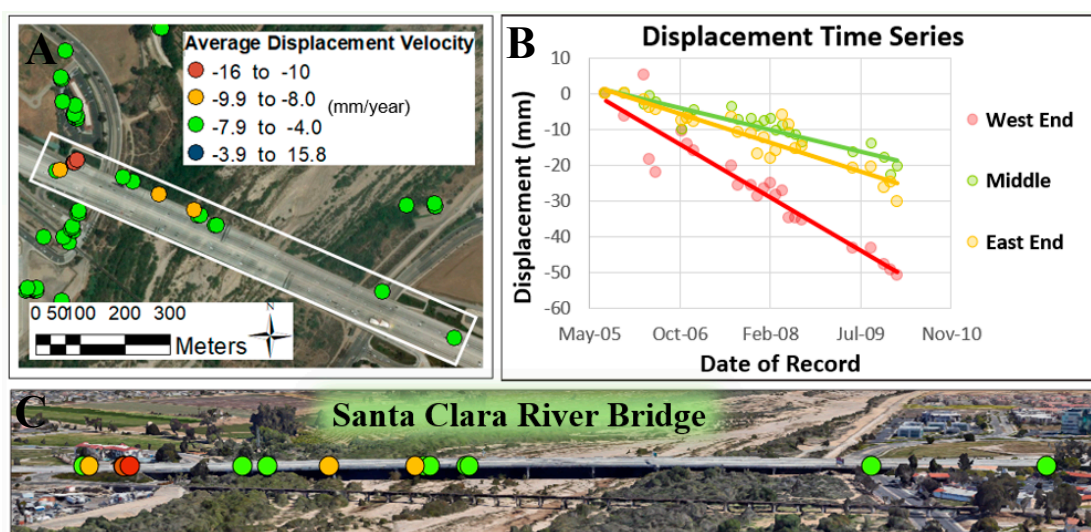 A
Average Displacement Velocity
-16 to -10
-9.9 to -8.0
(mm/year)
-7.9 to -4.0
-3.9 to 15.8
0 50 100 200 300
Meters
N
B
Displacement Time Series
Displacement (mm)
10
0
-10
-20
-30
-40
-50
-60
May-05 Oct-06 Feb-08 Jul-09 Nov-10
Date of Record
West End
Middle
East End
C
Santa Clara River Bridge